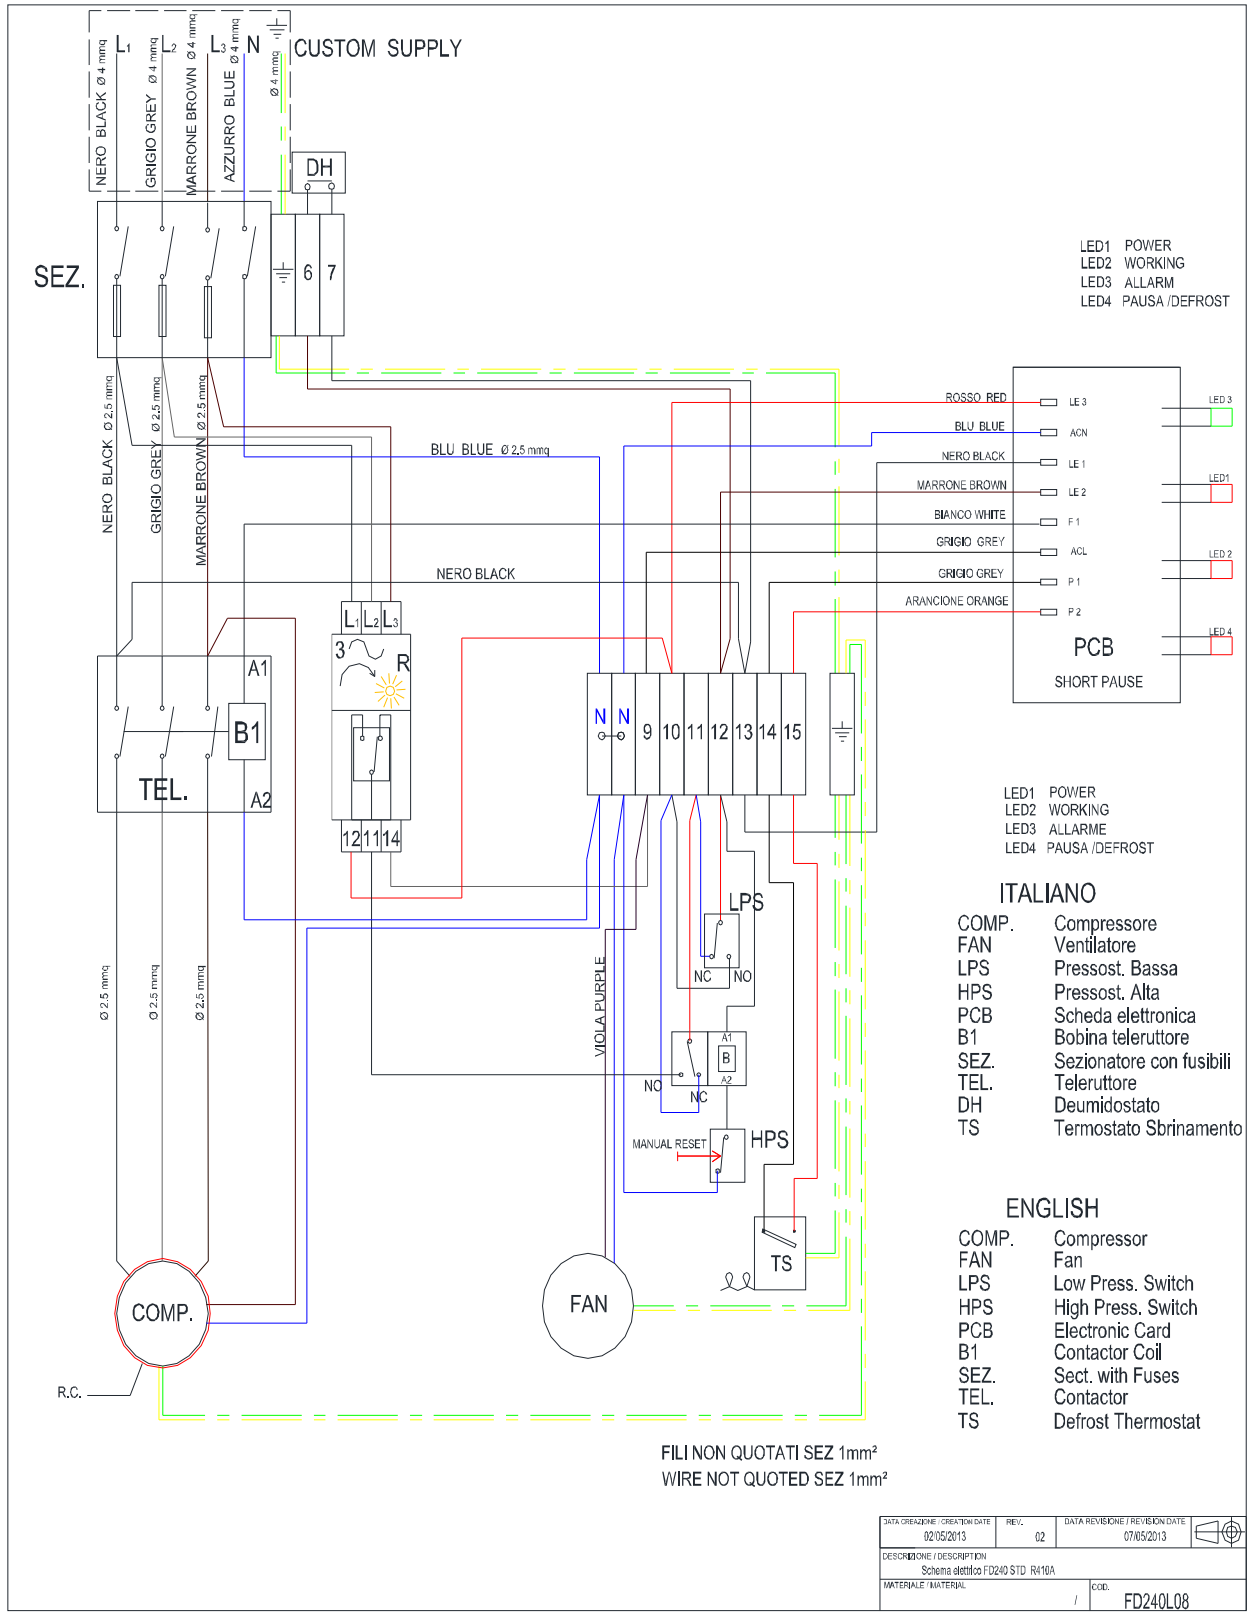 L1 L2 L3 N
CUSTOM SUPPLY
NERO BLACK Ø 4 mmq
GRIGIO GREY Ø 4 mmq
MARRONE BROWN Ø 4 mmq
AZZURRO BLUE Ø 4 mmq
Ø 4 mmq
DH
SEZ.
6 7
LED1 POWER
LED2 WORKING
LED3 ALLARM
LED4 PAUSA /DEFROST
NERO BLACK Ø 2.5 mmq
GRIGIO GREY Ø 2.5 mmq
MARRONE BROWN Ø 2.5 mmq
BLU BLUE Ø 2.5 mmq
NERO BLACK
ROSSO RED LE 3
BLU BLUE ACN
NERO BLACK LE 1
MARRONE BROWN LE 2
BIANCO WHITE F 1
GRIGIO GREY ACL
GRIGIO GREY P 1
ARANCIONE ORANGE P 2
LED 3
LED1
LED 2
LED 4
PCB
SHORT PAUSE
L1 L2 L3
3
R
A1
B1
TEL.
A2
12 11 14
N N 9 10 11 12 13 14 15
LED1 POWER
LED2 WORKING
LED3 ALLARME
LED4 PAUSA /DEFROST
LPS
NC NO
VIOLA PURPLE
A1
B
A2
NO
NC
MANUAL RESET
HPS
Ø 2.5 mmq
Ø 2.5 mmq
Ø 2.5 mmq
TS
COMP.
FAN
R.C.
ITALIANO
COMP. Compressore
FAN Ventilatore
LPS Pressost. Bassa
HPS Pressost. Alta
PCB Scheda elettronica
B1 Bobina teleruttore
SEZ. Sezionatore con fusibili
TEL. Teleruttore
DH Deumidostato
TS Termostato Sbrinamento
ENGLISH
COMP. Compressor
FAN Fan
LPS Low Press. Switch
HPS High Press. Switch
PCB Electronic Card
B1 Contactor Coil
SEZ. Sect. with Fuses
TEL. Contactor
TS Defrost Thermostat
FILI NON QUOTATI SEZ 1mm²
WIRE NOT QUOTED SEZ 1mm²
DATA CREAZIONE / CREATION DATE
02/05/2013
REV.
02
DATA REVISIONE / REVISION DATE
07/05/2013
DESCRIZIONE / DESCRIPTION
Schema elettrico FD240 STD R410A
MATERIALE / MATERIAL
/
COD.
FD240L08